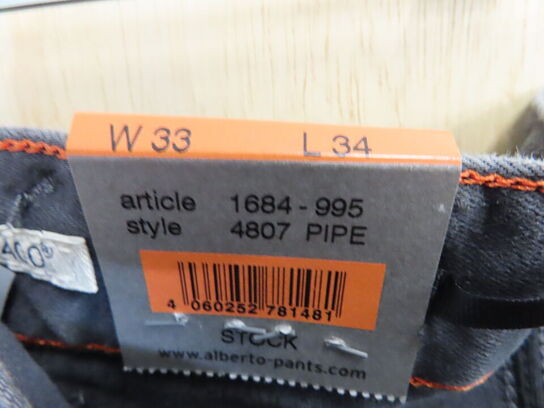 W 33 L 34
article 1684 - 995
style 4807 PIPE
4 060252 781481
STOCK
www.alberto-pants.com